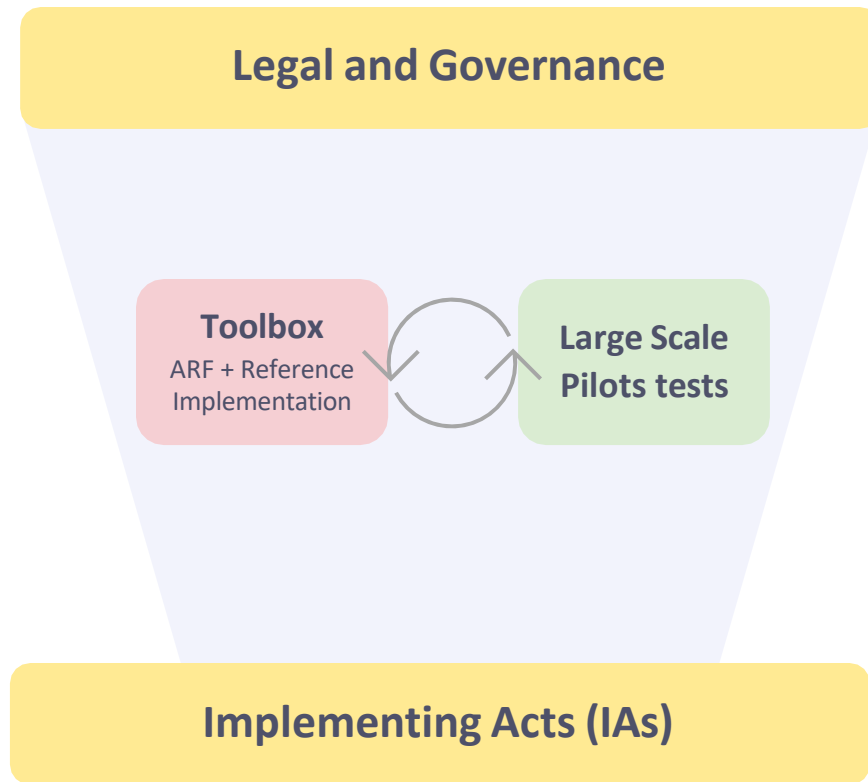 Legal and Governance
Toolbox
ARF + Reference
Implementation
Large Scale
Pilots tests
Implementing Acts (IAs)